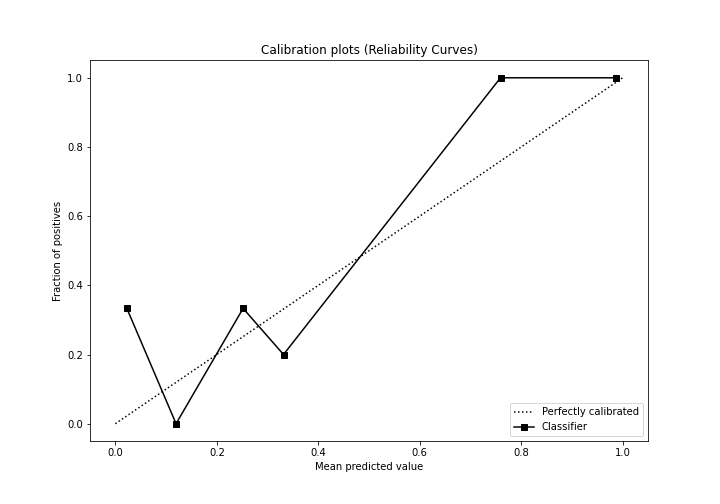 Calibration plots (Reliability Curves)
Fraction of positives
1.0
0.8
0.6
0.4
0.2
0.0
0.0 0.2 0.4 0.6 0.8 1.0
Mean predicted value
Perfectly calibrated
Classifier